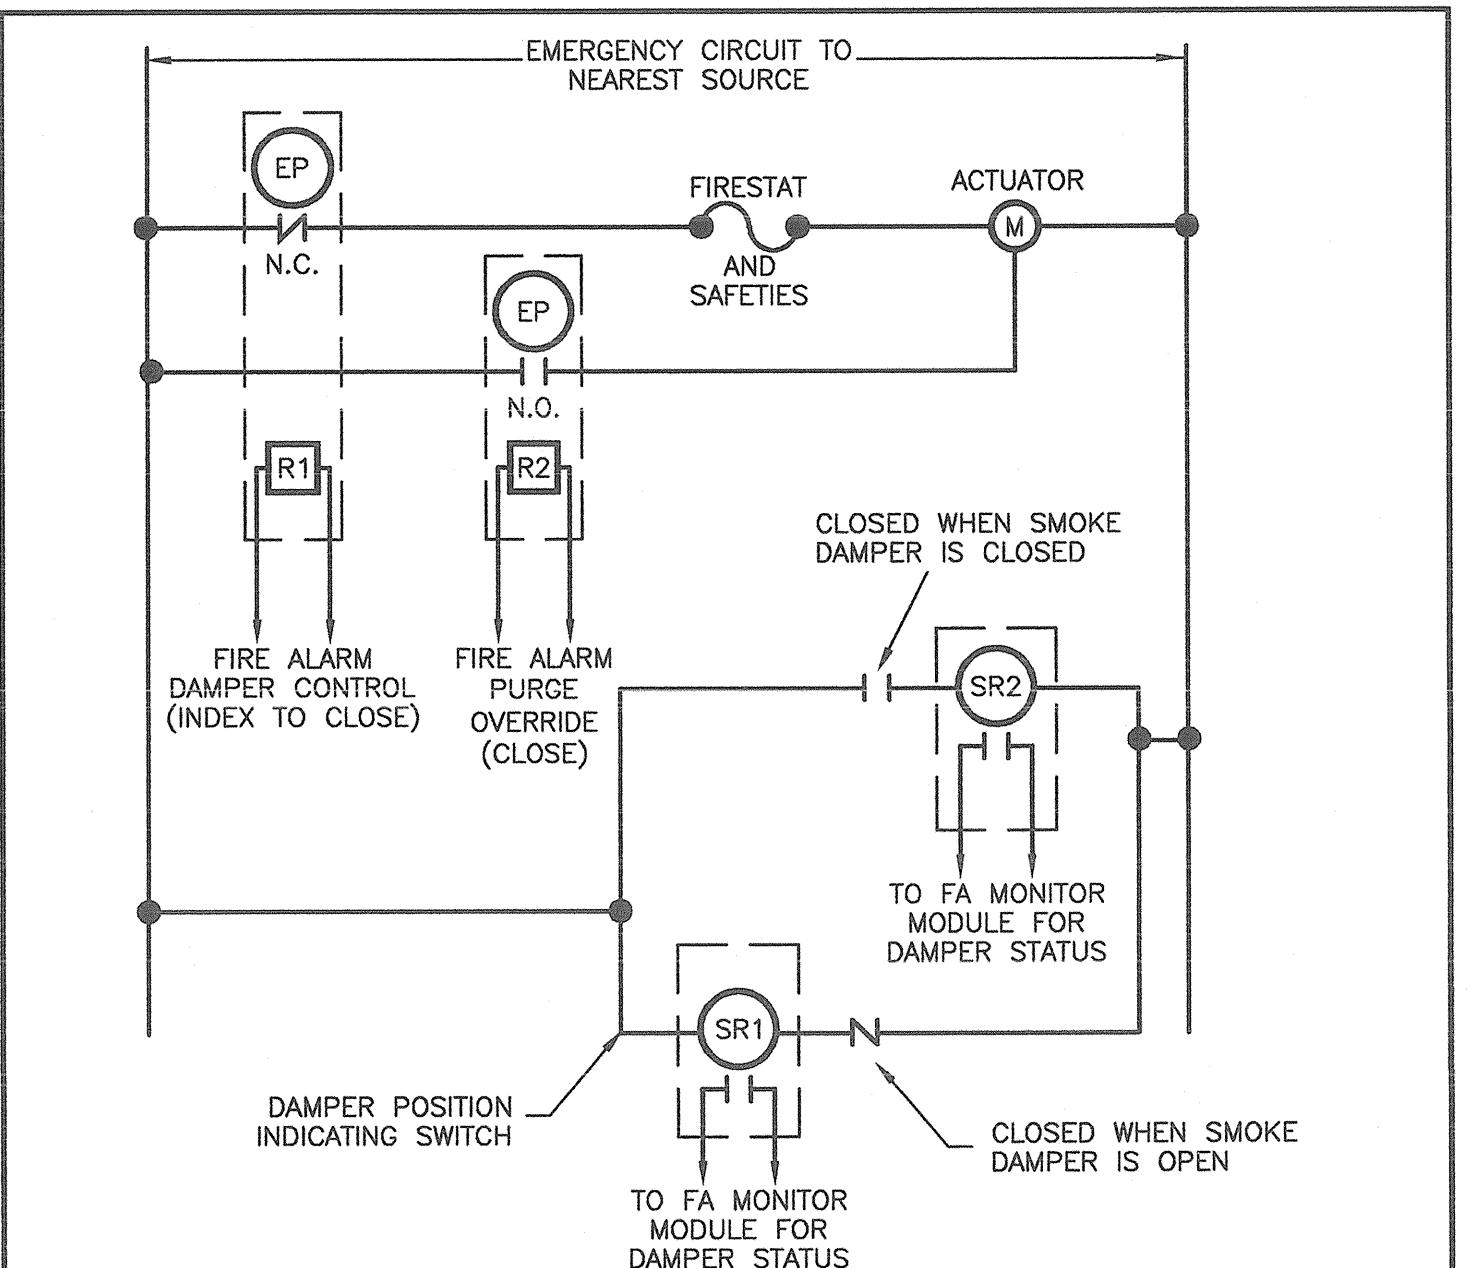 EMERGENCY CIRCUIT TO
NEAREST SOURCE
EP
FIRESTAT
ACTUATOR
M
N.C.
AND
SAFETIES
EP
N.O.
R1
R2
CLOSED WHEN SMOKE
DAMPER IS CLOSED
FIRE ALARM
DAMPER CONTROL
(INDEX TO CLOSE)
FIRE ALARM
PURGE
OVERRIDE
(CLOSE)
SR2
TO FA MONITOR
MODULE FOR
DAMPER STATUS
SR1
DAMPER POSITION
INDICATING SWITCH
CLOSED WHEN SMOKE
DAMPER IS OPEN
TO FA MONITOR
MODULE FOR
DAMPER STATUS